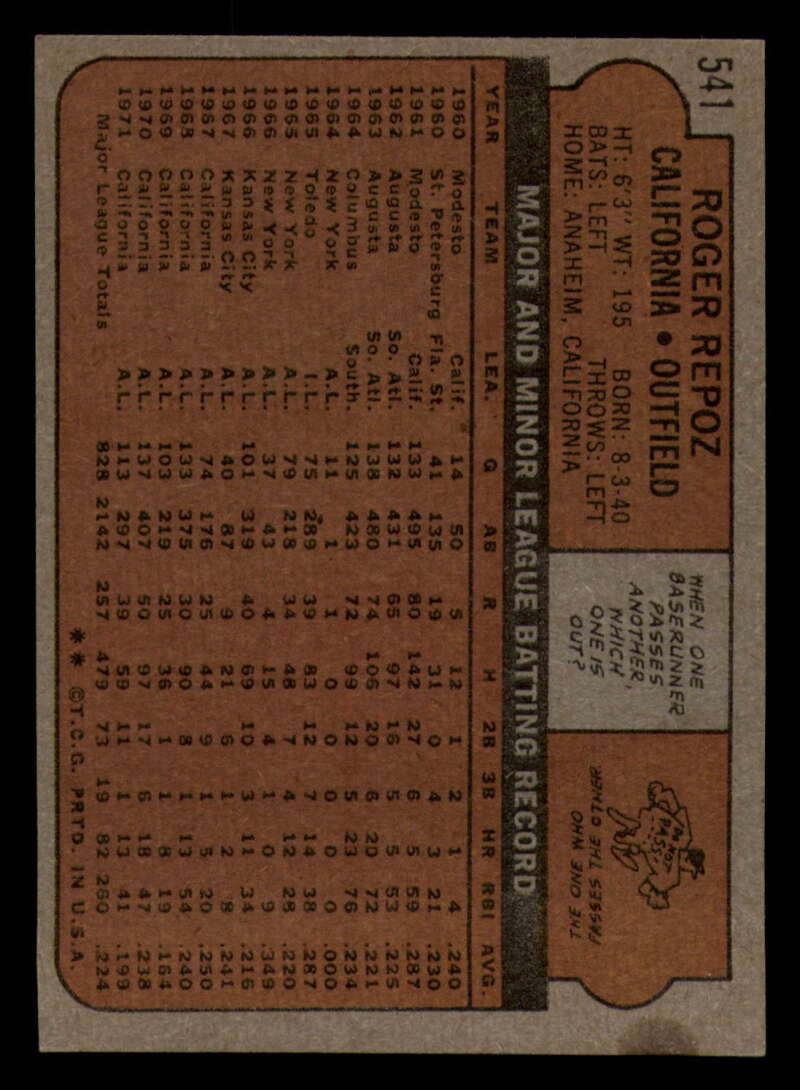 541
ROGER REPOZ
CALIFORNIA • OUTFIELD
HT: 6'3" WT: 195 BORN: 8-3-40
BATS: LEFT THROWS: LEFT
HOME: ANAHEIM, CALIFORNIA
WHEN ONE
BASERUNNER
PASSES
ANOTHER,
WHICH
ONE IS
OUT?
THE ONE WHO
PASSES THE OTHER
MAJOR AND MINOR LEAGUE BATTING RECORD
YEAR TEAM LEA. G AB R H 2B 3B HR RBI AVG.
1960 Modesto Calif. 14 50 5 12 1 2 1 4 .240
1960 St. Petersburg Fla. St. 41 135 19 31 0 4 3 21 .230
1961 Modesto Calif. 133 495 80 142 27 6 5 59 .287
1962 Augusta So. Atl. 132 431 65 97 16 5 5 53 .225
1963 Augusta So. Atl. 138 480 74 106 20 6 20 72 .221
1964 Columbus South. 125 423 72 99 12 5 23 76 .234
1964 New York A.L. 11 1 1 0 0 0 0 0 .000
1965 Toledo I.L. 75 289 39 83 12 7 14 38 .287
1965 New York A.L. 79 218 34 48 7 4 12 28 .220
1966 New York A.L. 37 43 4 15 4 1 0 9 .349
1966 Kansas City A.L. 101 319 40 69 10 3 11 34 .216
1967 Kansas City A.L. 40 87 9 21 6 1 2 8 .241
1967 California A.L. 74 176 25 44 9 1 5 20 .250
1968 California A.L. 133 375 30 90 8 1 13 54 .240
1969 California A.L. 103 219 25 36 1 1 8 19 .164
1970 California A.L. 137 407 50 97 17 6 18 47 .238
1971 California A.L. 113 297 39 59 11 1 13 41 .199
Major League Totals 828 2142 257 479 73 19 82 260 .224
** ©T.C.G. PRTD. IN U.S.A.